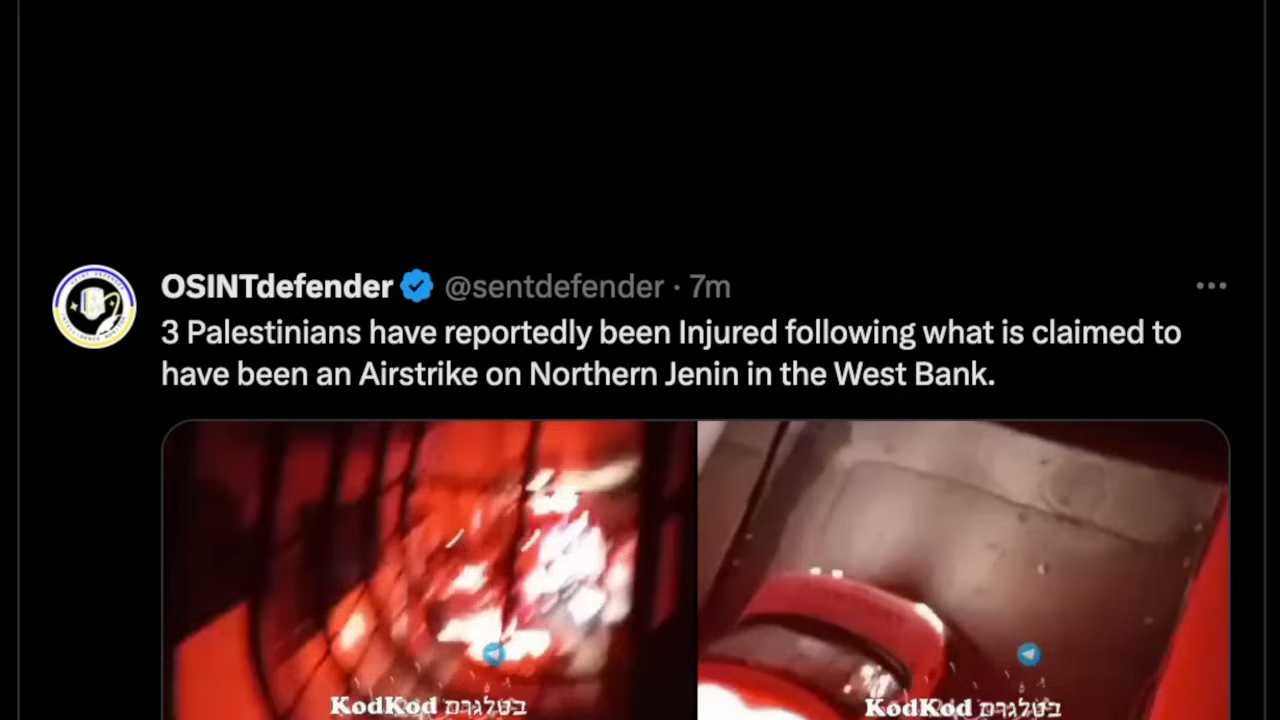 OSINTdefender @sentdefender · 7m
3 Palestinians have reportedly been Injured following what is claimed to
have been an Airstrike on Northern Jenin in the West Bank.
KodKod בטלגרם
KodKod בטלגרם